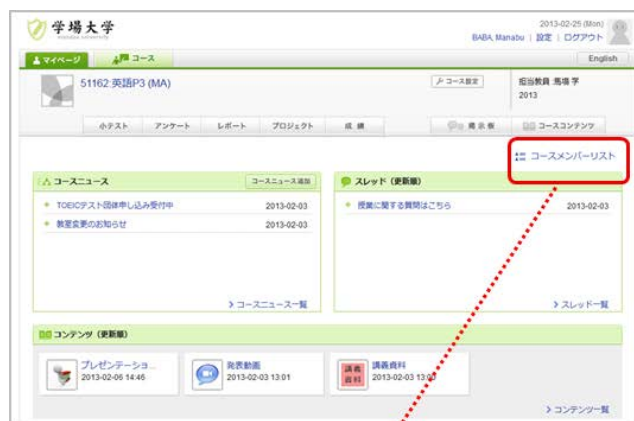 学場大学
2013-02-25 (Mon)
BABA, Manabu | 設定 | ログアウト
マイページ
コース
English
51162:英語P3 (MA)
コース設定
担当教員 :馬場 学
2013
小テスト
アンケート
レポート
プロジェクト
成 績
掲 示 板
コースコンテンツ
コースメンバーリスト
コースニュース
コースニュース追加
TOEICテスト団体申し込み受付中 2013-02-03
教室変更のお知らせ 2013-02-03
コースニュース一覧
スレッド (更新順)
授業に関する質問はこちら 2013-02-03
スレッド一覧
コンテンツ (更新順)
プレゼンテーショ...
2013-02-06 14:46
発表動画
2013-02-03 13:01
講義
資料
講義資料
2013-02-03 13:00
コンテンツ一覧